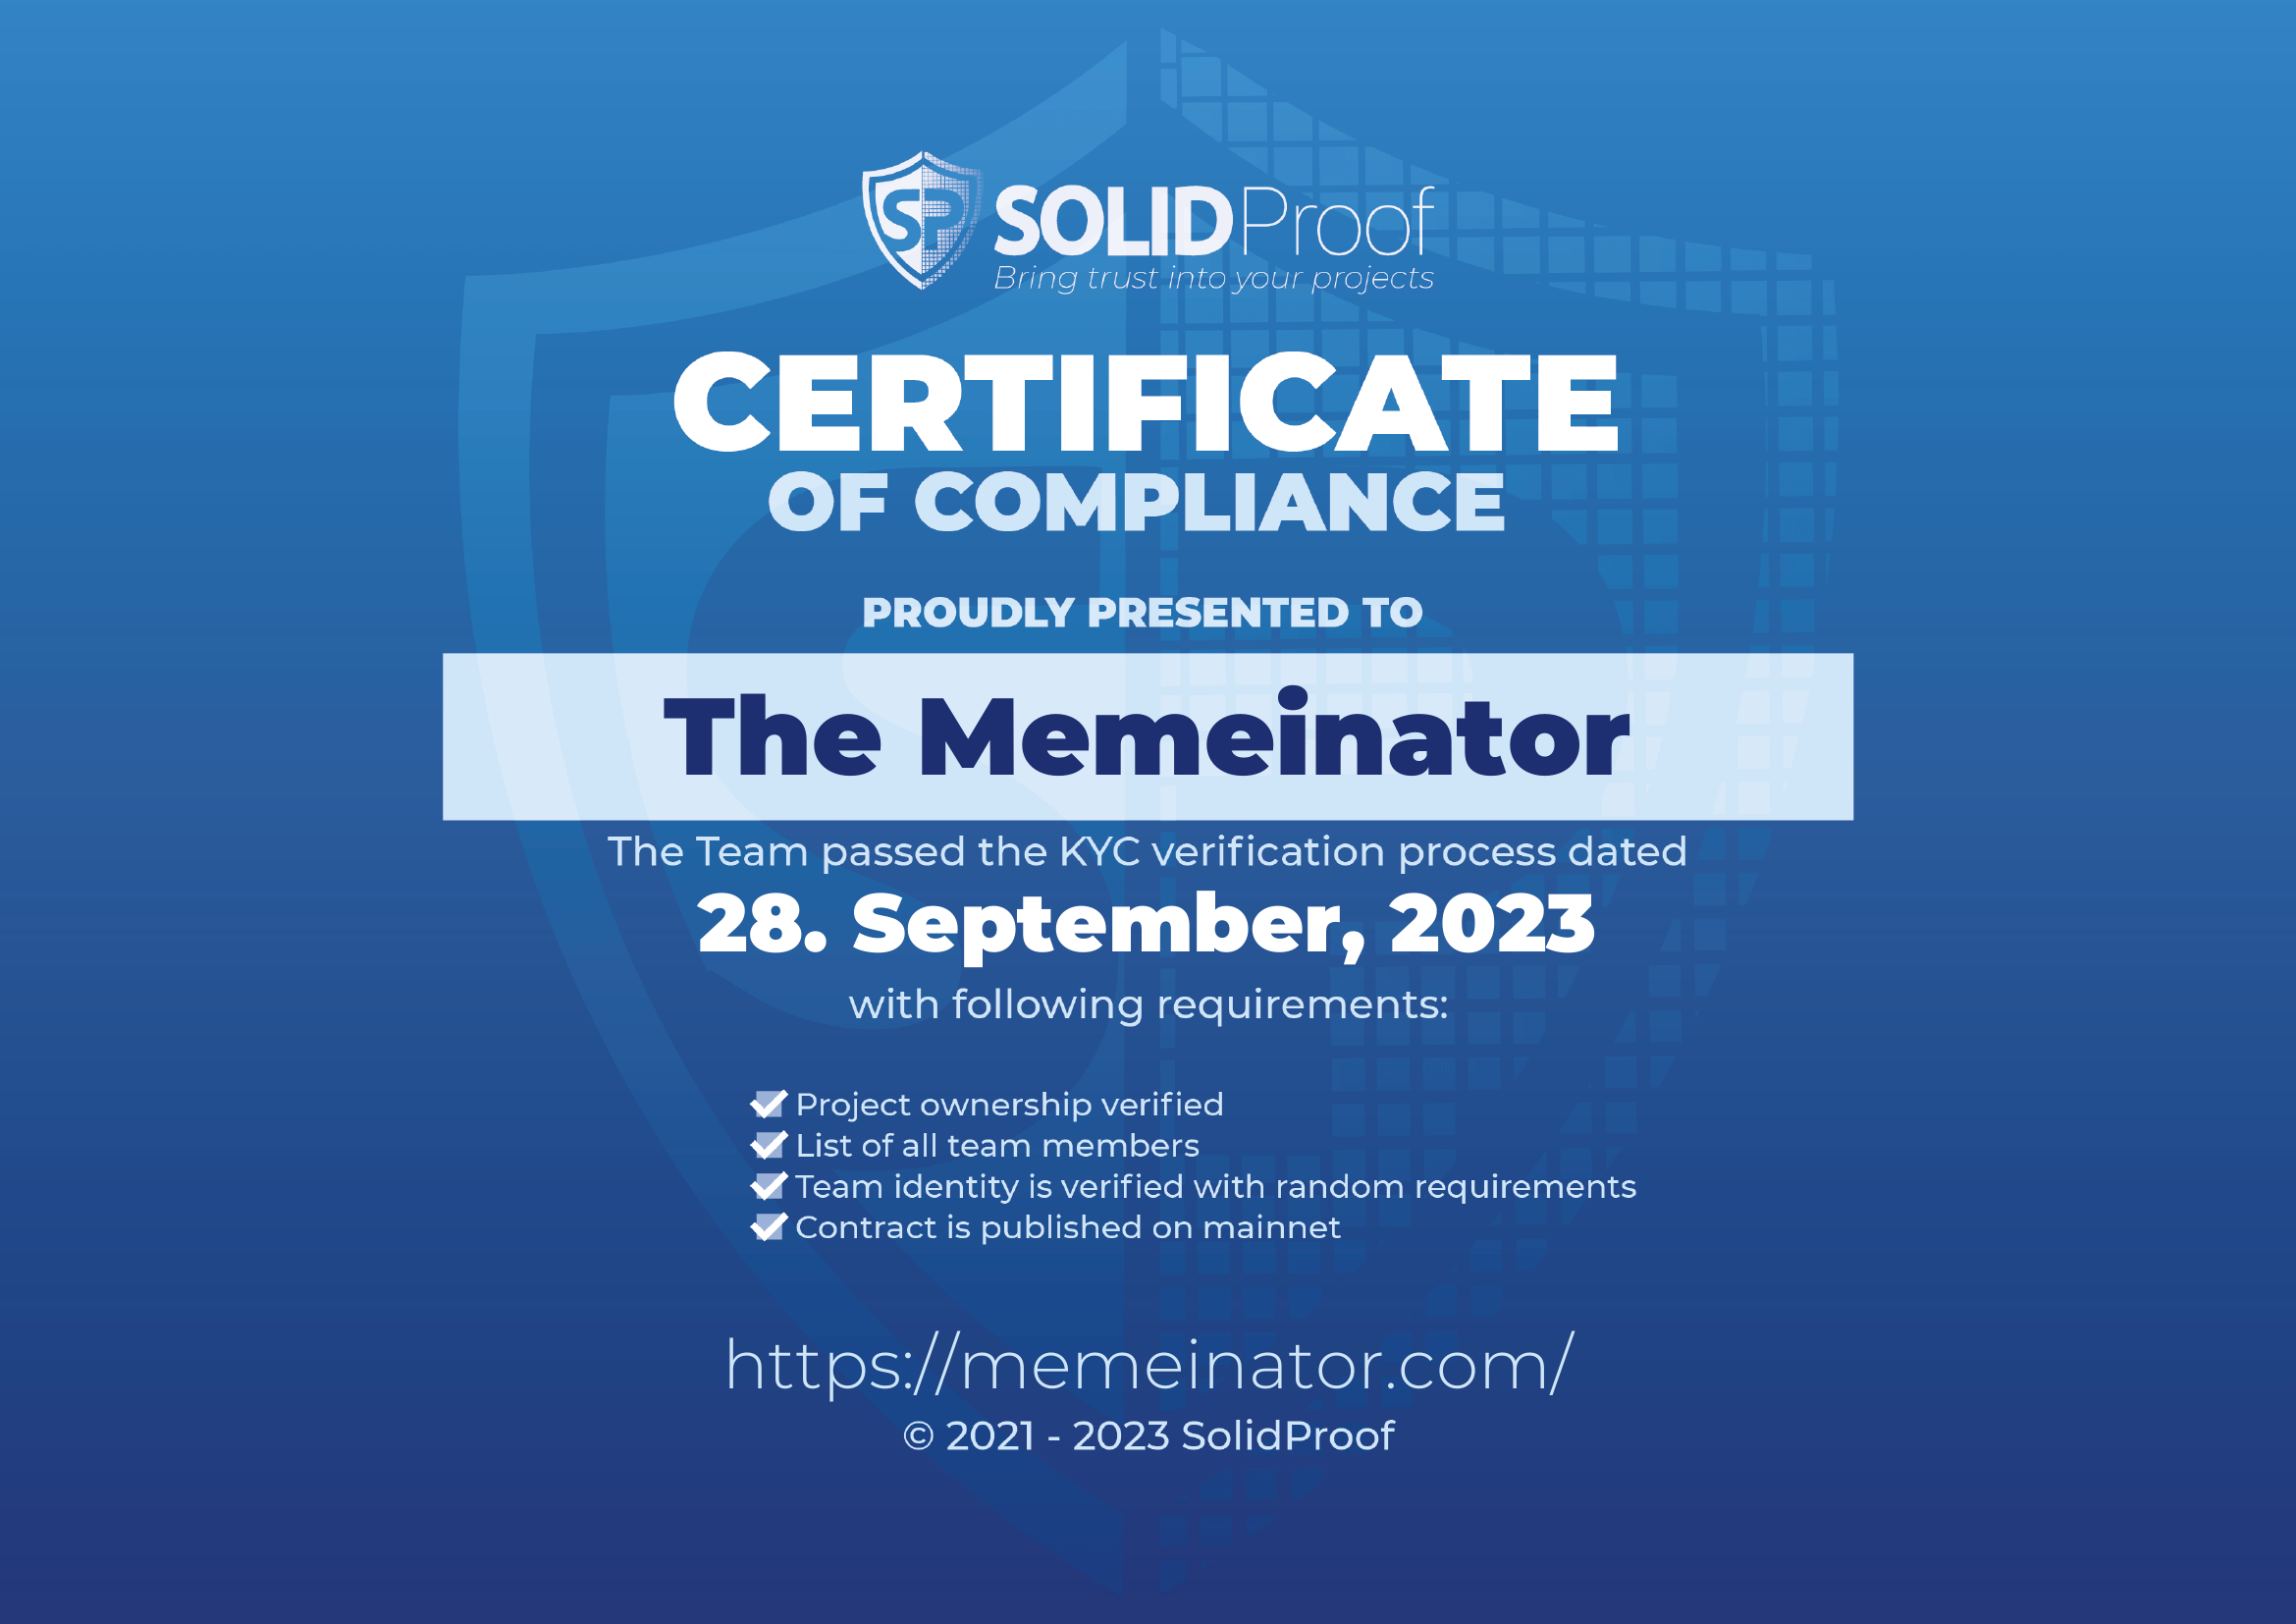 SP SOLIDProof
Bring trust into your projects
CERTIFICATE
OF COMPLIANCE
PROUDLY PRESENTED TO
The Memeinator
The Team passed the KYC verification process dated
28. September, 2023
with following requirements:
Project ownership verified
List of all team members
Team identity is verified with random requirements
Contract is published on mainnet
https://memeinator.com/
© 2021 - 2023 SolidProof